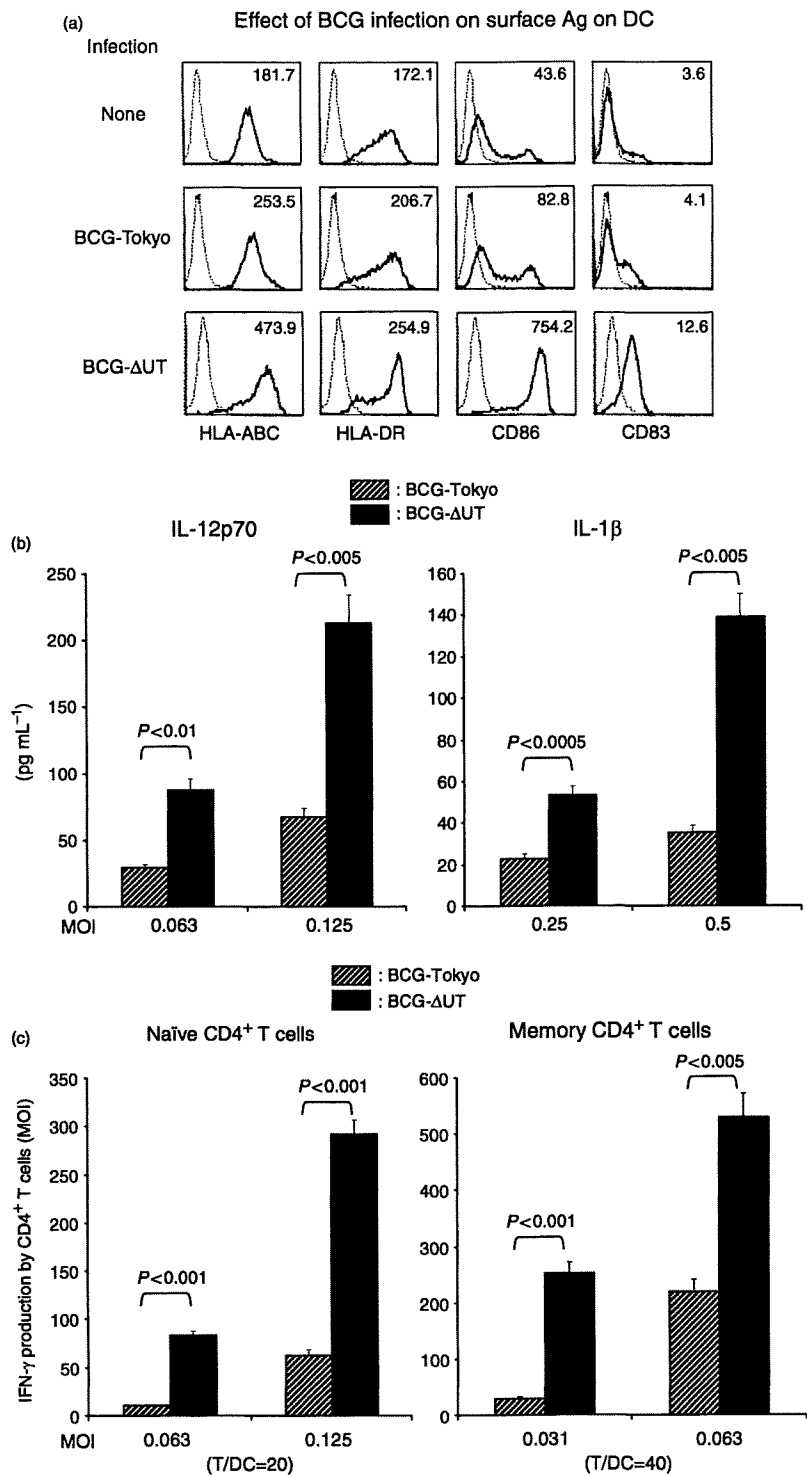 (a) Effect of BCG infection on surface Ag on DC
Infection
None
181.7 172.1 43.6 3.6
BCG-Tokyo
253.5 206.7 82.8 4.1
BCG-ΔUT
473.9 254.9 754.2 12.6
HLA-ABC HLA-DR CD86 CD83
: BCG-Tokyo
: BCG-ΔUT
(b) IL-12p70 IL-1β
(pg mL⁻¹)
250
200
150
100
50
0
P<0.01
P<0.005
MOI 0.063 0.125
160
140
120
100
80
60
40
20
0
P<0.0005
P<0.005
0.25 0.5
: BCG-Tokyo
: BCG-ΔUT
(c) Naïve CD4⁺ T cells Memory CD4⁺ T cells
IFN-γ production by CD4⁺ T cells (MOI)
350
300
250
200
150
100
50
0
P<0.001
P<0.001
MOI 0.063 0.125
(T/DC=20)
600
500
400
300
200
100
0
P<0.001
P<0.005
0.031 0.063
(T/DC=40)